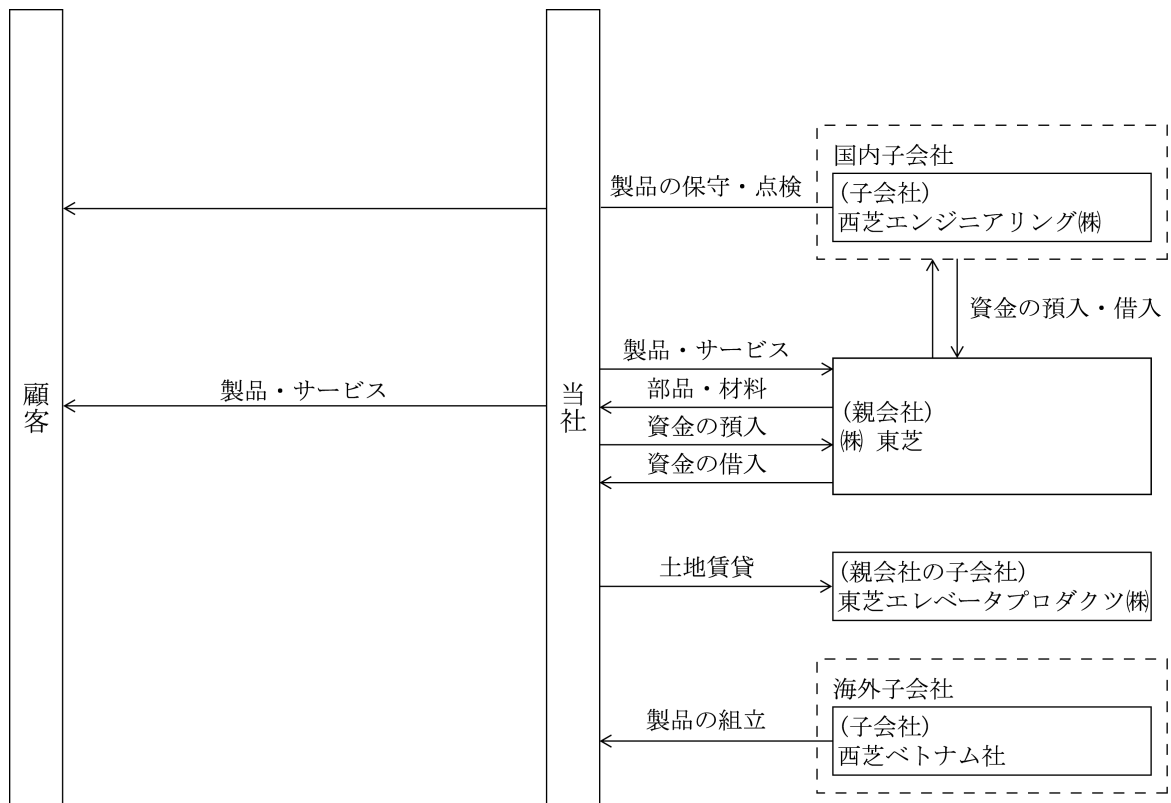 顧客
製品・サービス
当社
製品の保守・点検
国内子会社
(子会社)
西芝エンジニアリング㈱
資金の預入・借入
製品・サービス
部品・材料
資金の預入
資金の借入
(親会社)
㈱ 東芝
土地賃貸
(親会社の子会社)
東芝エレベータプロダクツ㈱
海外子会社
製品の組立
(子会社)
西芝ベトナム社